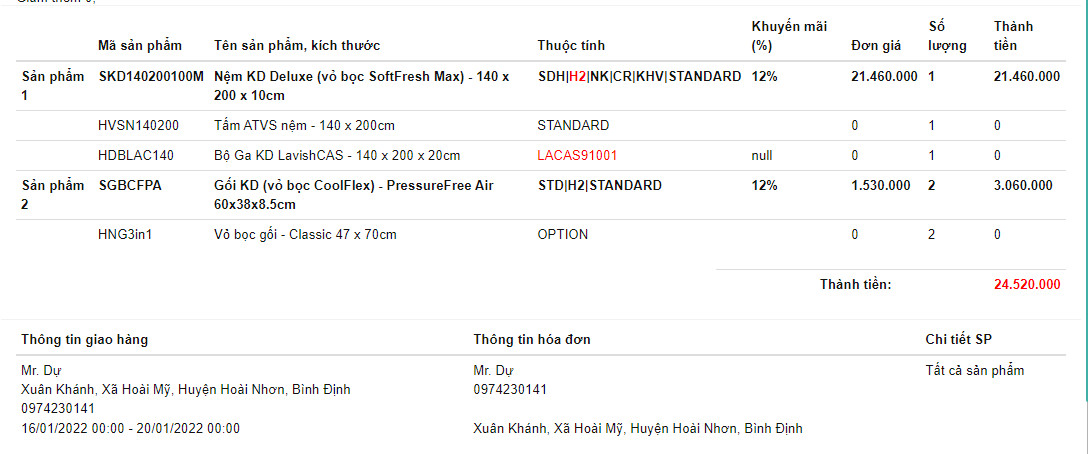 Khuyến mãi Số Thành
Mã sản phẩm Tên sản phẩm, kích thước Thuộc tính (%) Đơn giá lượng tiền
Sản phẩm SKD140200100M Nệm KD Deluxe (vỏ bọc SoftFresh Max) - 140 x SDH|H2|NK|CR|KHV|STANDARD 12% 21.460.000 1 21.460.000
1 200 x 10cm
HVSN140200 Tấm ATVS nệm - 140 x 200cm STANDARD 0 1 0
HDBLAC140 Bộ Ga KD LavishCAS - 140 x 200 x 20cm LACAS91001 null 0 1 0
Sản phẩm SGBCFPA Gối KD (vỏ bọc CoolFlex) - PressureFree Air STD|H2|STANDARD 12% 1.530.000 2 3.060.000
2 60x38x8.5cm
HNG3in1 Vỏ bọc gối - Classic 47 x 70cm OPTION 0 2 0
Thành tiền: 24.520.000
Thông tin giao hàng Thông tin hóa đơn Chi tiết SP
Mr. Dự Mr. Dự Tất cả sản phẩm
Xuân Khánh, Xã Hoài Mỹ, Huyện Hoài Nhơn, Bình Định 0974230141
0974230141
16/01/2022 00:00 - 20/01/2022 00:00 Xuân Khánh, Xã Hoài Mỹ, Huyện Hoài Nhơn, Bình Định